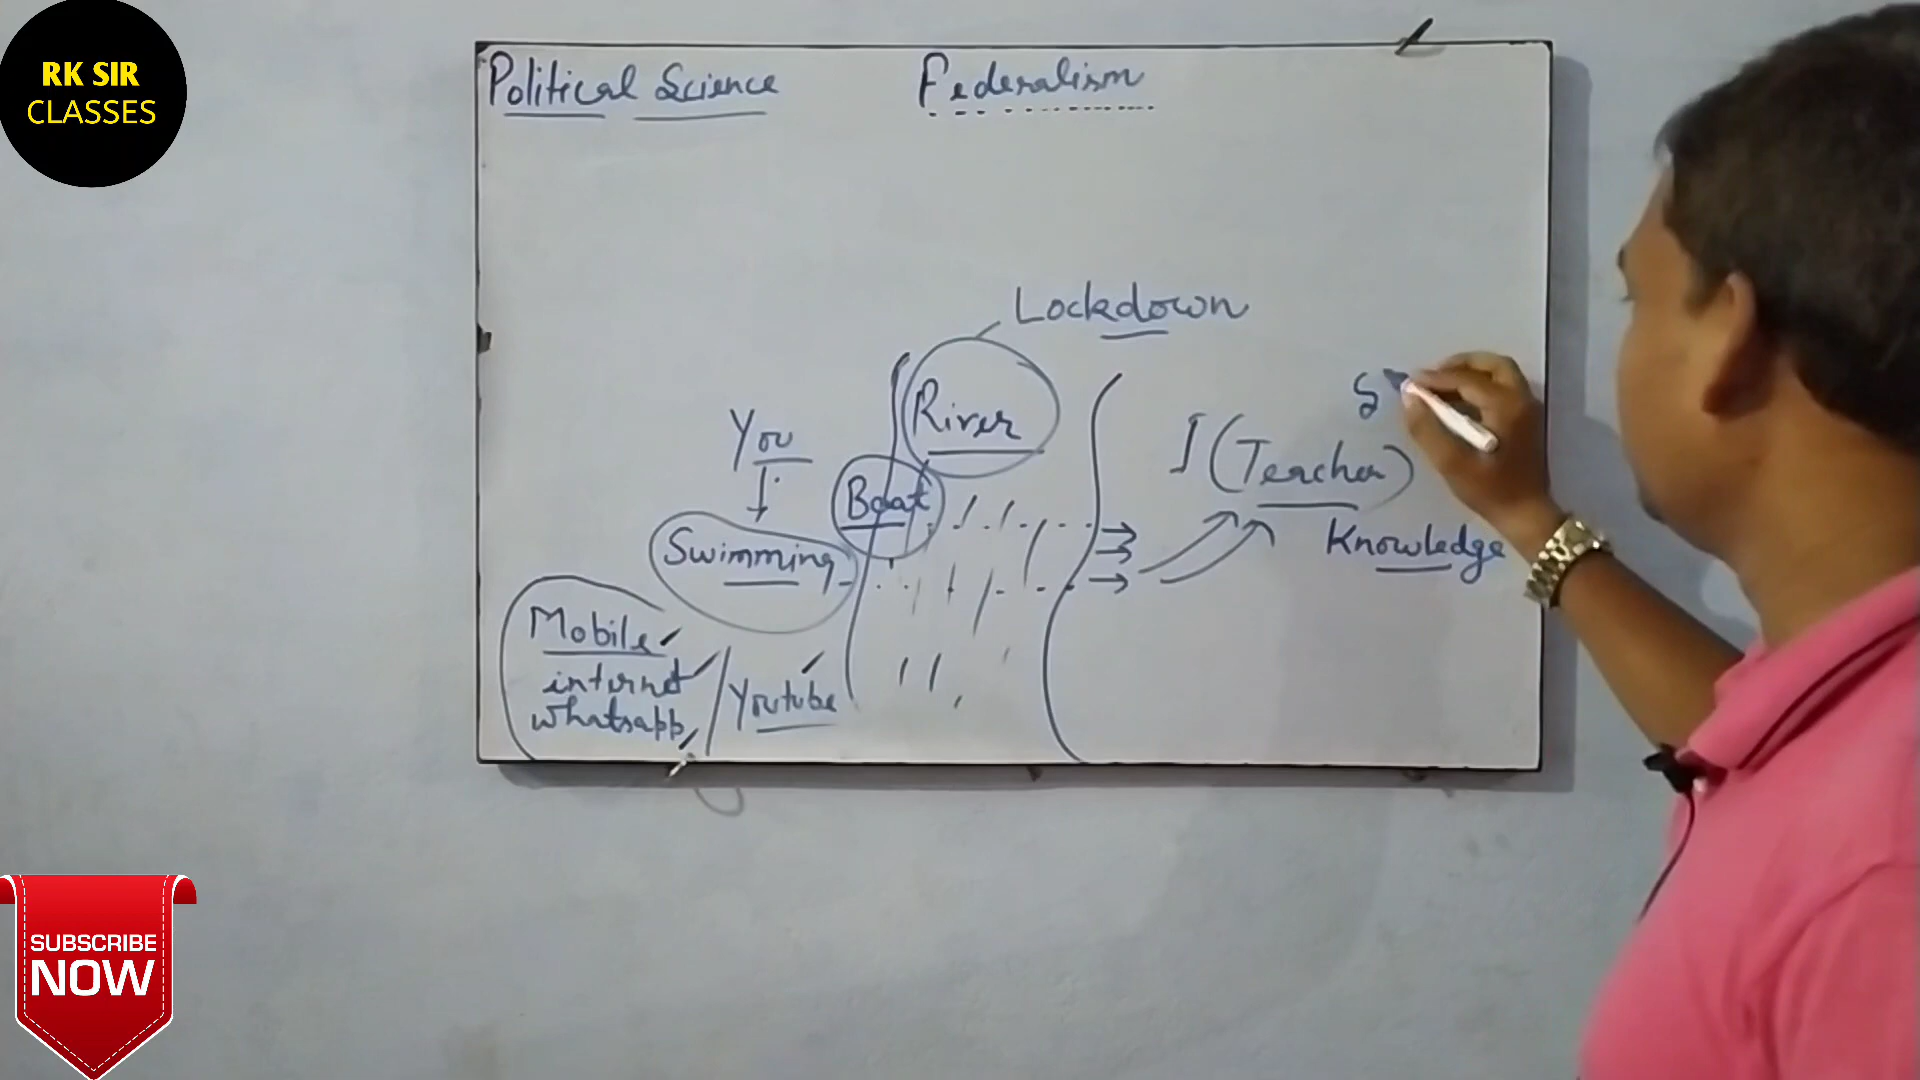 RK SIR
CLASSES
Political Science
Federalism
Lockdown
River
You
I (Teacher)
Boat
Knowledge
Swimming
Mobile
internet
whatsapp
Youtube
SUBSCRIBE
NOW